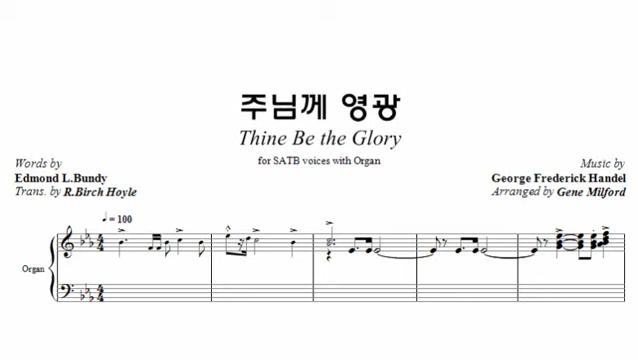 주님께 영광
Thine Be the Glory
for SATB voices with Organ
Words by
Edmond L.Bundy
Trans. by R.Birch Hoyle
Music by
George Frederick Handel
Arranged by Gene Milford
♩ = 100
Organ